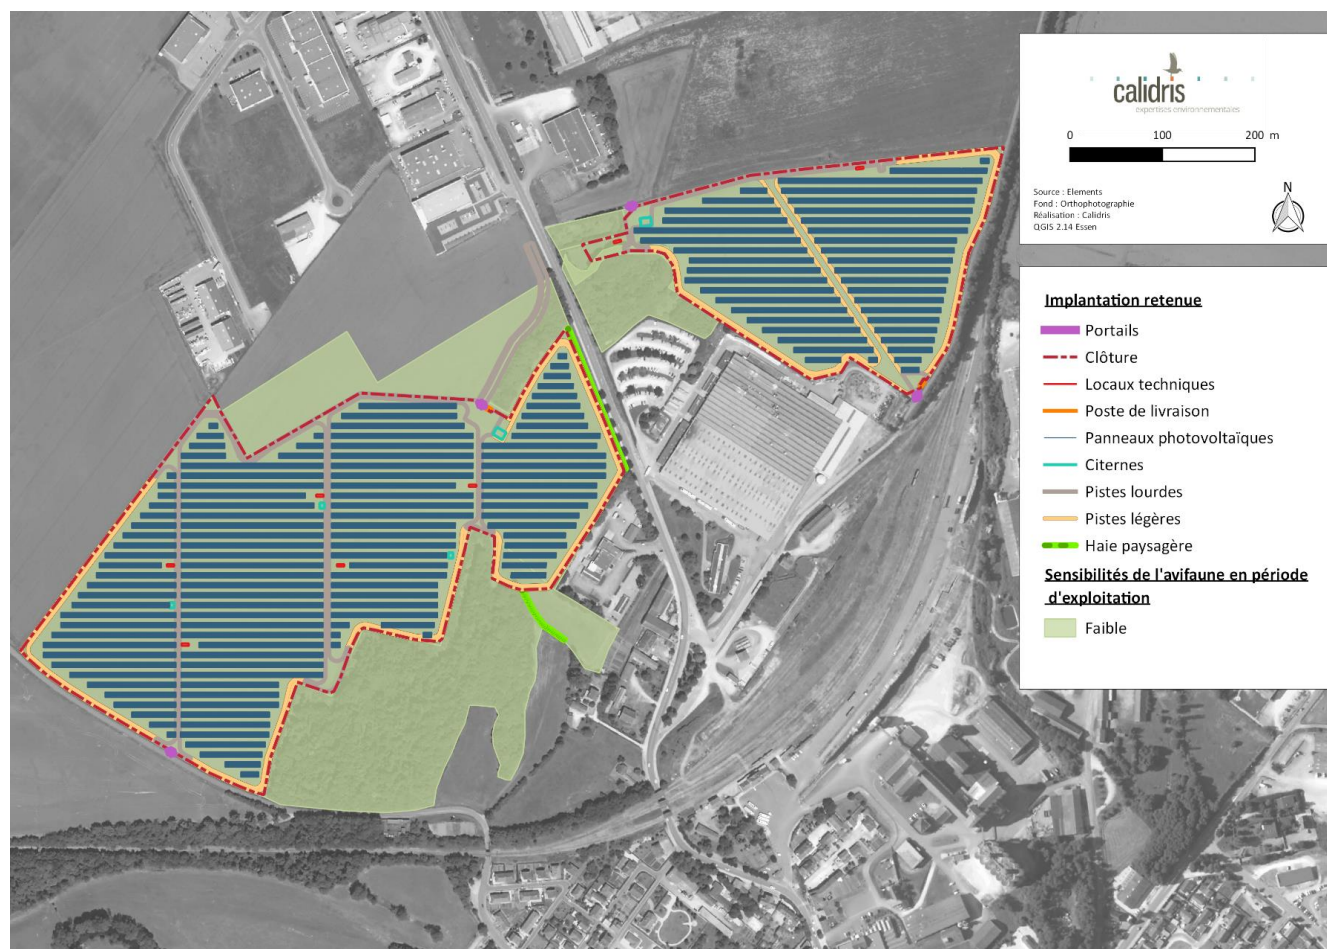 calidris
expertises environnementales
0 100 200 m
Source : Elements
Fond : Orthophotographie
Réalisation : Calidris
QGIS 2.14 Essen
N
Implantation retenue
Portails
Clôture
Locaux techniques
Poste de livraison
Panneaux photovoltaïques
Citernes
Pistes lourdes
Pistes légères
Haie paysagère
Sensibilités de l'avifaune en période
d'exploitation
Faible